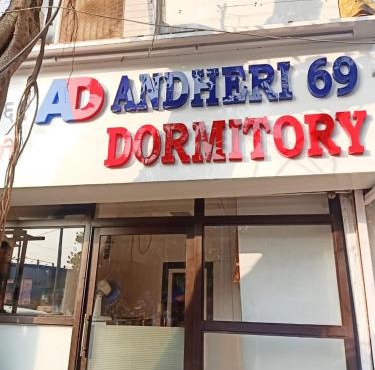 AD ANDHERI 69
DORMITORY